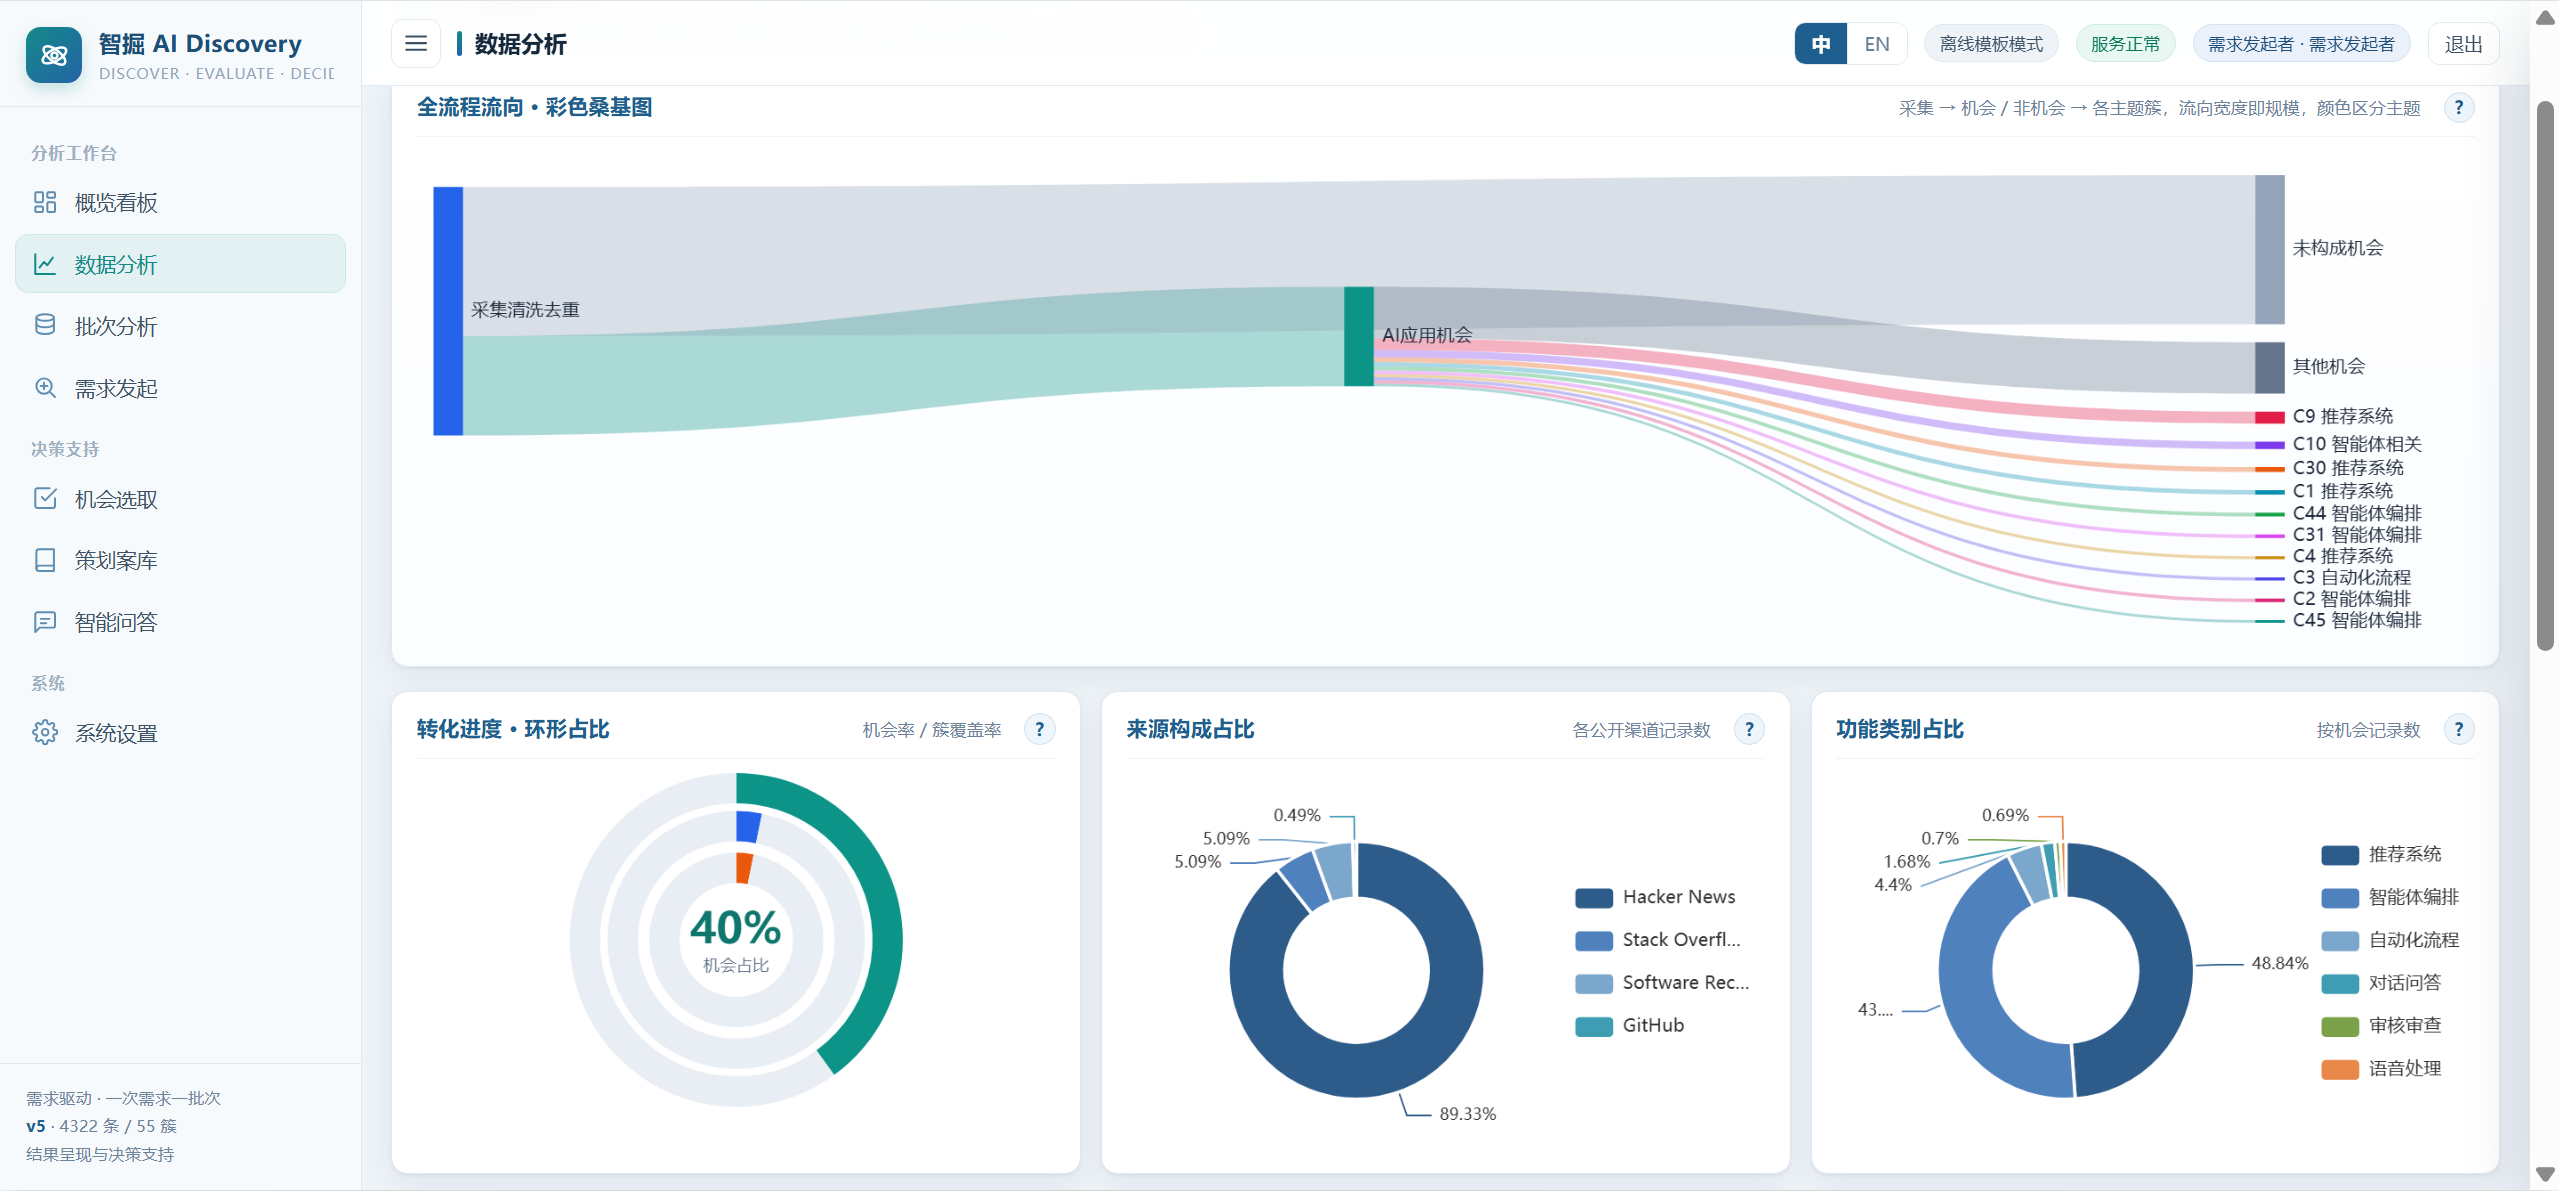 智掘 AI Discovery
DISCOVER · EVALUATE · DECID
分析工作台
概览看板
数据分析
批次分析
需求发起
决策支持
机会选取
策划案库
智能问答
系统
系统设置
需求驱动 · 一次需求一批次
v5 · 4322 条 / 55 簇
结果呈现与决策支持
数据分析
中
EN
离线模板模式
服务正常
需求发起者 · 需求发起者
退出
全流程流向 • 彩色桑基图
采集 → 机会 / 非机会 → 各主题簇，流向宽度即规模，颜色区分主题
?
采集清洗去重
AI应用机会
未构成机会
其他机会
C9 推荐系统
C10 智能体相关
C30 推荐系统
C1 推荐系统
C44 智能体编排
C31 智能体编排
C4 推荐系统
C3 自动化流程
C2 智能体编排
C45 智能体编排
转化进度 • 环形占比
机会率 / 簇覆盖率
?
40%
机会占比
来源构成占比
各公开渠道记录数
?
0.49%
5.09%
5.09%
89.33%
Hacker News
Stack Overfl...
Software Rec...
GitHub
功能类别占比
按机会记录数
?
0.69%
0.7%
1.68%
4.4%
43....
48.84%
推荐系统
智能体编排
自动化流程
对话问答
审核审查
语音处理